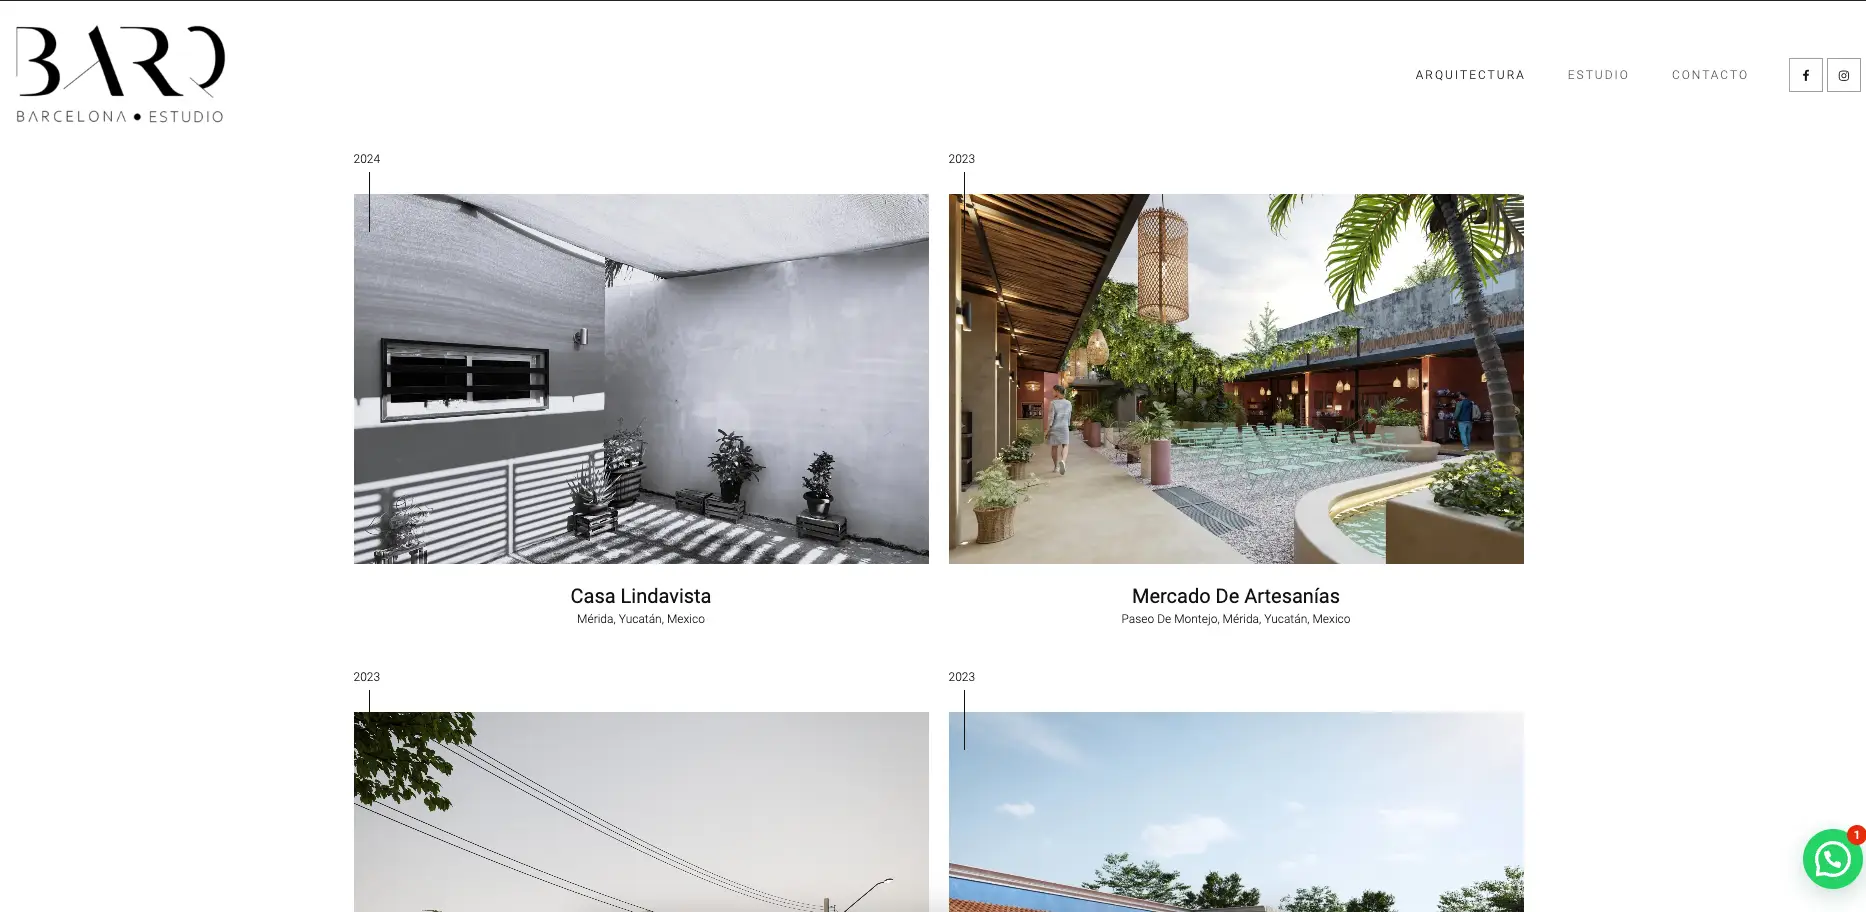 BARQ
BARCELONA • ESTUDIO
ARQUITECTURA
ESTUDIO
CONTACTO
2024
2023
Casa Lindavista
Mérida, Yucatán, Mexico
Mercado De Artesanías
Paseo De Montejo, Mérida, Yucatán, Mexico
2023
2023
1